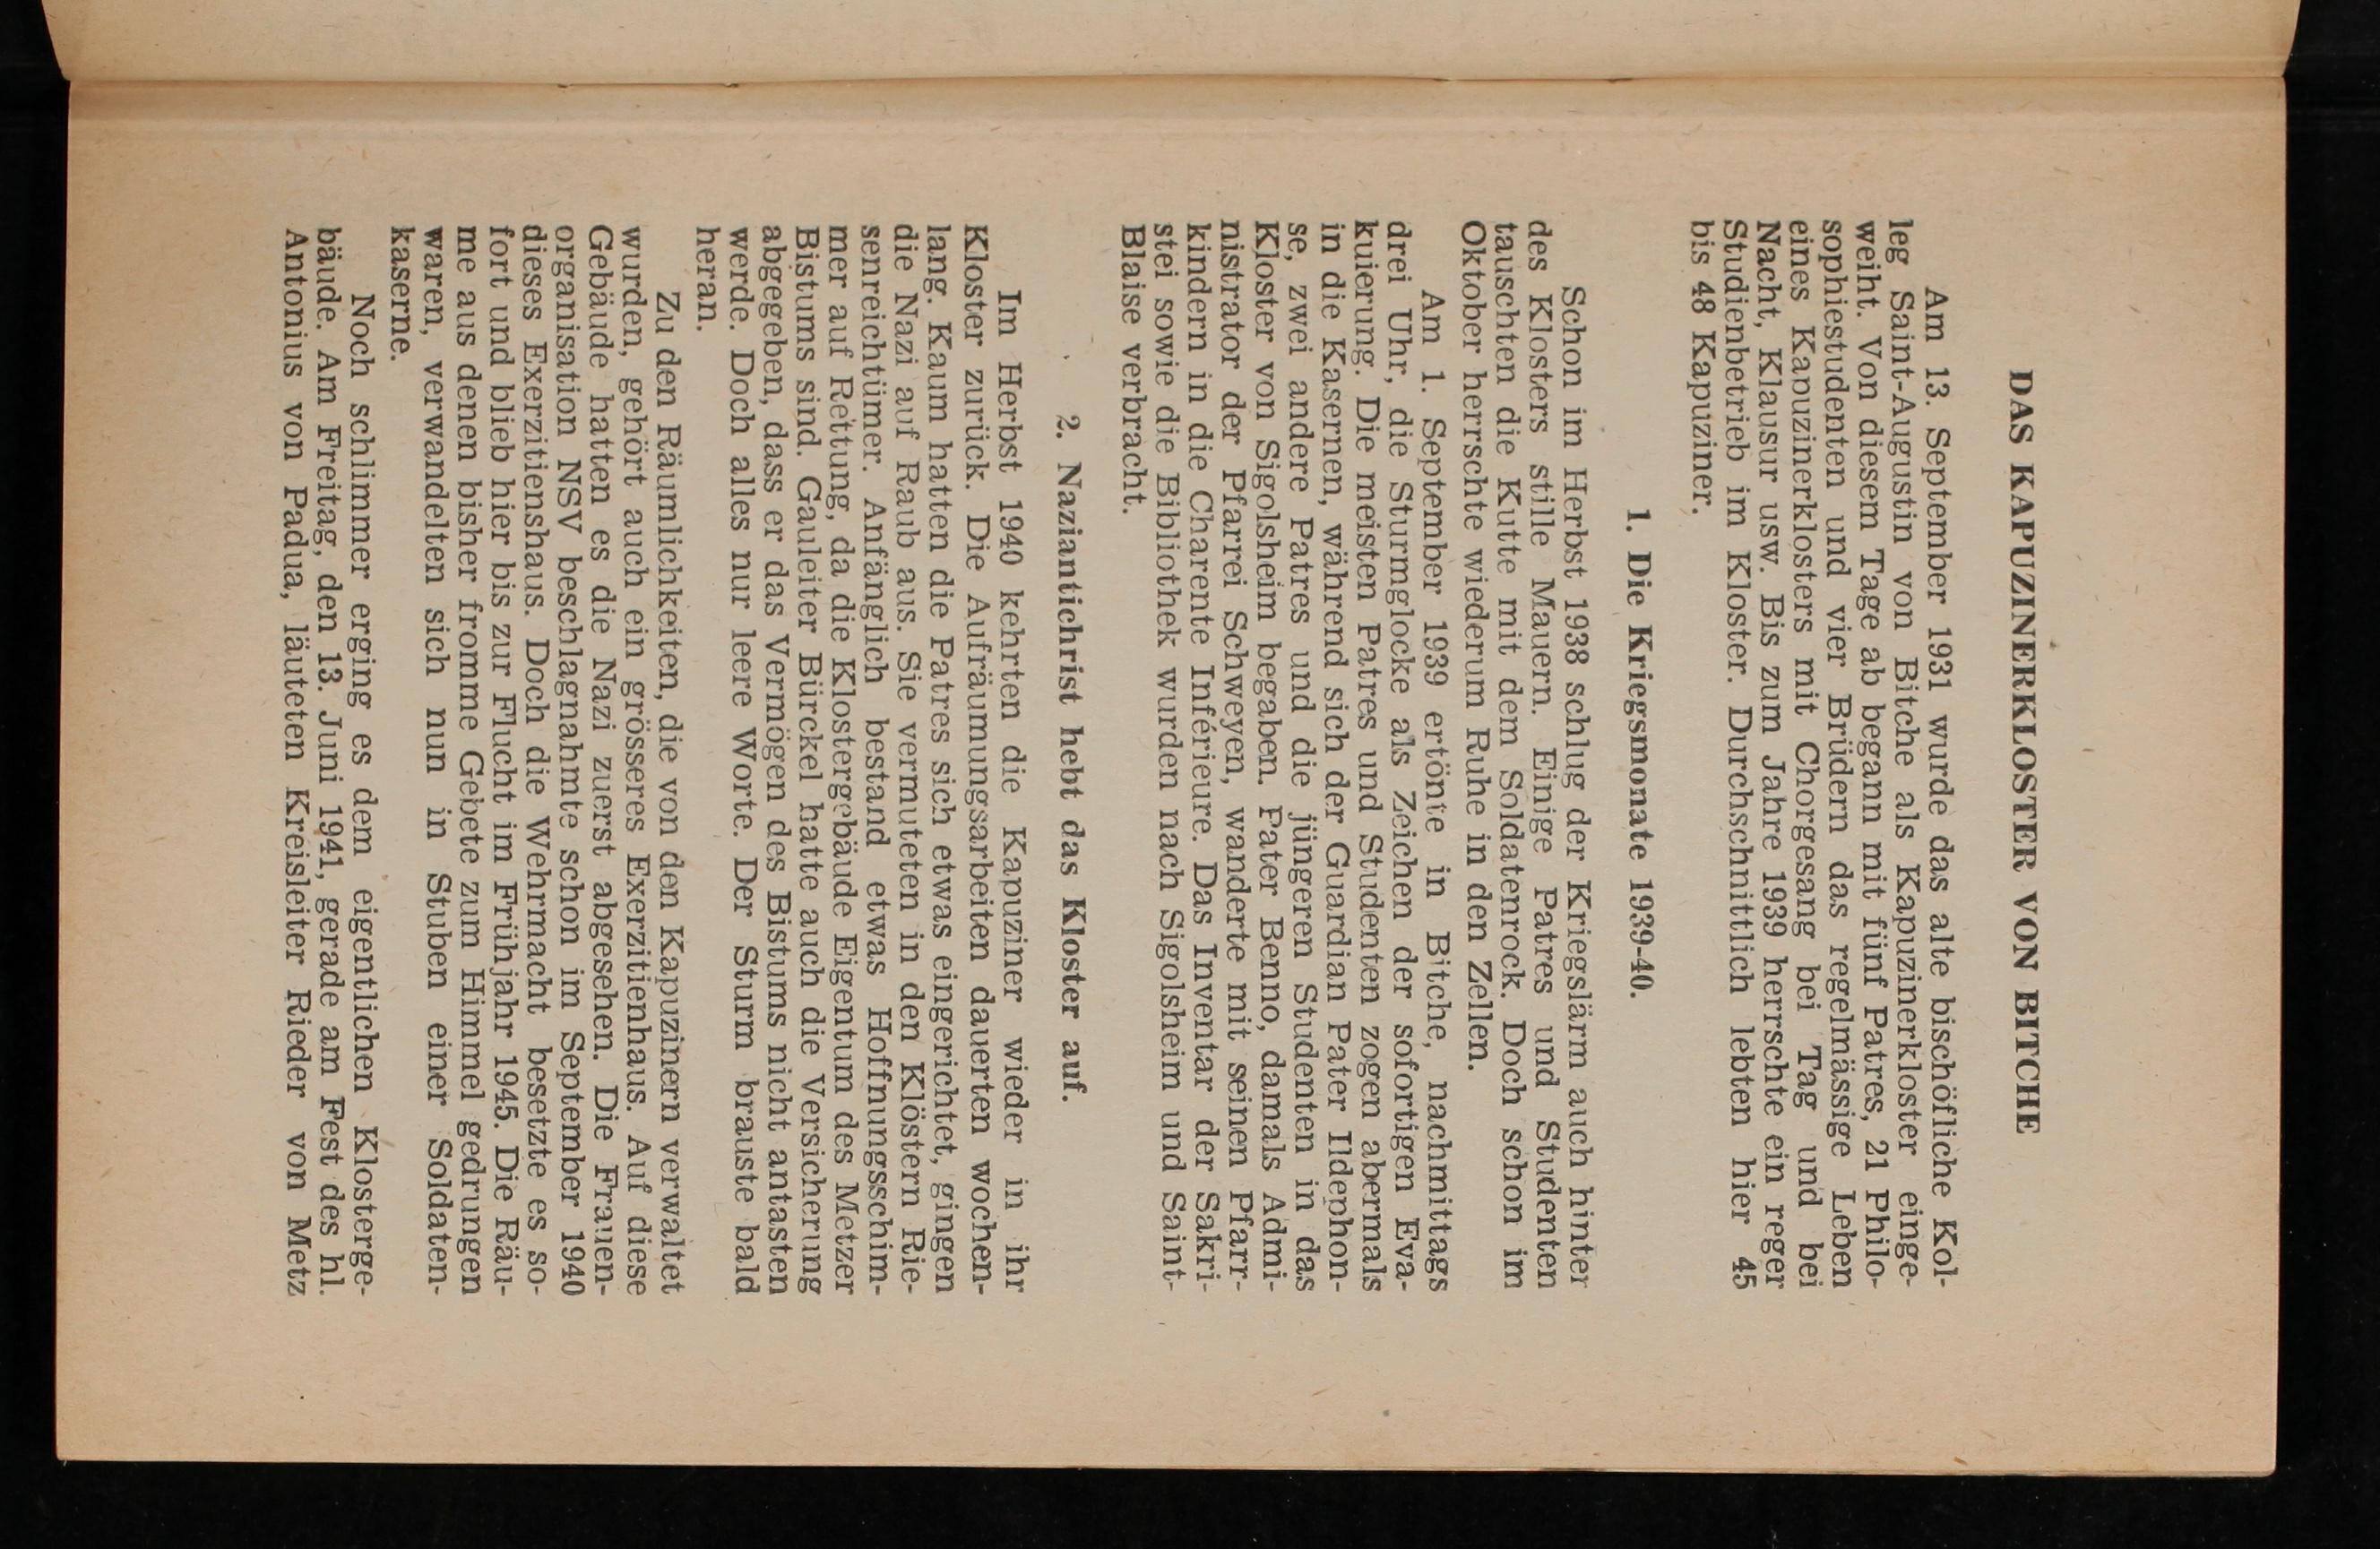 DAS KAPUZINERKLOSTER VON BITCHE
Am 13. September 1931 wurde das alte bischöfliche Kol-
leg Saint-Augustin von Bitche als Kapuzinerkloster einge-
weiht. Von diesem Tage ab begann mit fünf Patres, 21 Philo-
sophiestudenten und vier Brüdern das regelmässige Leben
eines Kapuzinerklosters mit Chorgesang bei Tag und bei
Nacht, Klausur usw. Bis zum Jahre 1939 herrschte ein reger
Studienbetrieb im Kloster. Durchschnittlich lebten hier 45
bis 48 Kapuziner.
1. Die Kriegsmonate 1939-40.
Schon im Herbst 1938 schlug der Kriegslärm auch hinter
des Klosters stille Mauern. Einige Patres und Studenten
tauschten die Kutte mit dem Soldatenrock. Doch schon im
Oktober herrschte wiederum Ruhe in den Zellen.
Am 1. September 1939 ertönte in Bitche, nachmittags
drei Uhr, die Sturmglocke als Zeichen der sofortigen Eva-
kuierung. Die meisten Patres und Studenten zogen abermals
in die Kasernen, während sich der Guardian Pater Ildephon-
se, zwei andere Patres und die jüngeren Studenten in das
Kloster von Sigolsheim begaben. Pater Benno, damals Admi-
nistrator der Pfarrei Schweyen, wanderte mit seinen Pfarr-
kindern in die Charente Inférieure. Das Inventar der Sakri-
stei sowie die Bibliothek wurden nach Sigolsheim und Saint-
Blaise verbracht.
2. Naziantichrist hebt das Kloster auf.
Im Herbst 1940 kehrten die Kapuziner wieder in ihr
Kloster zurück. Die Aufräumungsarbeiten dauerten wochen-
lang. Kaum hatten die Patres sich etwas eingerichtet, gingen
die Nazi auf Raub aus. Sie vermuteten in den Klöstern Rie-
senreichtümer. Anfänglich bestand etwas Hoffnungsschim-
mer auf Rettung, da die Klostergebäude Eigentum des Metzer
Bistums sind. Gauleiter Bürckel hatte auch die Versicherung
abgegeben, dass er das Vermögen des Bistums nicht antasten
werde. Doch alles nur leere Worte. Der Sturm brauste bald
heran.
Zu den Räumlichkeiten, die von den Kapuzinern verwaltet
wurden, gehört auch ein grösseres Exerzitienhaus. Auf diese
Gebäude hatten es die Nazi zuerst abgesehen. Die Frauen-
organisation NSV beschlagnahmte schon im September 1940
dieses Exerzitienshaus. Doch die Wehrmacht besetzte es so-
fort und blieb hier bis zur Flucht im Frühjahr 1945. Die Räu-
me aus denen bisher fromme Gebete zum Himmel gedrungen
waren, verwandelten sich nun in Stuben einer Soldaten-
kaserne.
Noch schlimmer erging es dem eigentlichen Klosterge-
bäude. Am Freitag, den 13. Juni 1941, gerade am Fest des hl.
Antonius von Padua, läuteten Kreisleiter Rieder von Metz